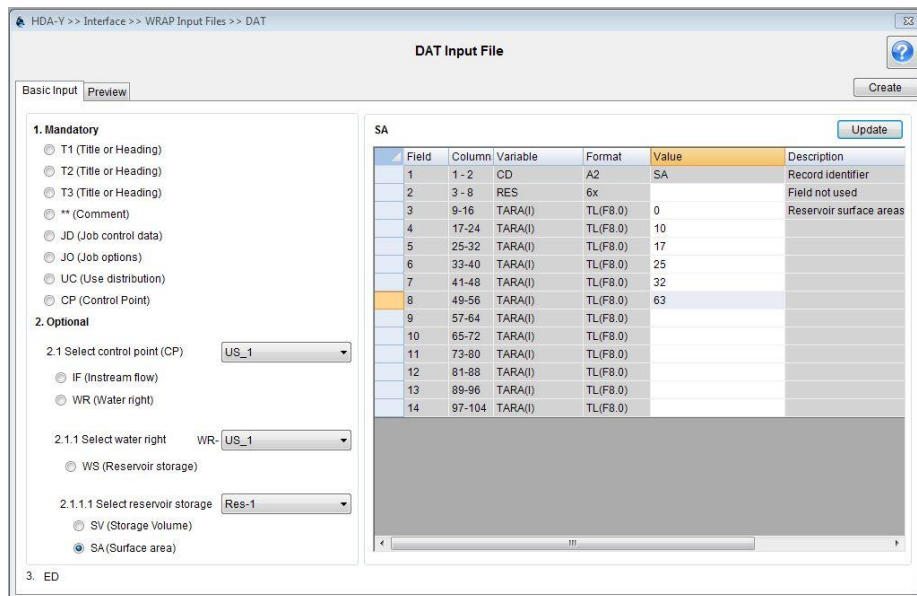 HDA-Y >> Interface >> WRAP Input Files >> DAT
DAT Input File
Basic Input Preview
Create
1. Mandatory
T1 (Title or Heading)
T2 (Title or Heading)
T3 (Title or Heading)
** (Comment)
JD (Job control data)
JO (Job options)
UC (Use distribution)
CP (Control Point)
2. Optional
2.1 Select control point (CP) US_1
IF (Instream flow)
WR (Water right)
2.1.1 Select water right WR- US_1
WS (Reservoir storage)
2.1.1.1 Select reservoir storage Res-1
SV (Storage Volume)
SA (Surface area)
3. ED
SA
Update
Field Column Variable Format Value Description
1 1 - 2 CD A2 SA Record identifier
2 3 - 8 RES 6x Field not used
3 9-16 TARA(I) TL(F8.0) 0 Reservoir surface areas
4 17-24 TARA(I) TL(F8.0) 10
5 25-32 TARA(I) TL(F8.0) 17
6 33-40 TARA(I) TL(F8.0) 25
7 41-48 TARA(I) TL(F8.0) 32
8 49-56 TARA(I) TL(F8.0) 63
9 57-64 TARA(I) TL(F8.0)
10 65-72 TARA(I) TL(F8.0)
11 73-80 TARA(I) TL(F8.0)
12 81-88 TARA(I) TL(F8.0)
13 89-96 TARA(I) TL(F8.0)
14 97-104 TARA(I) TL(F8.0)